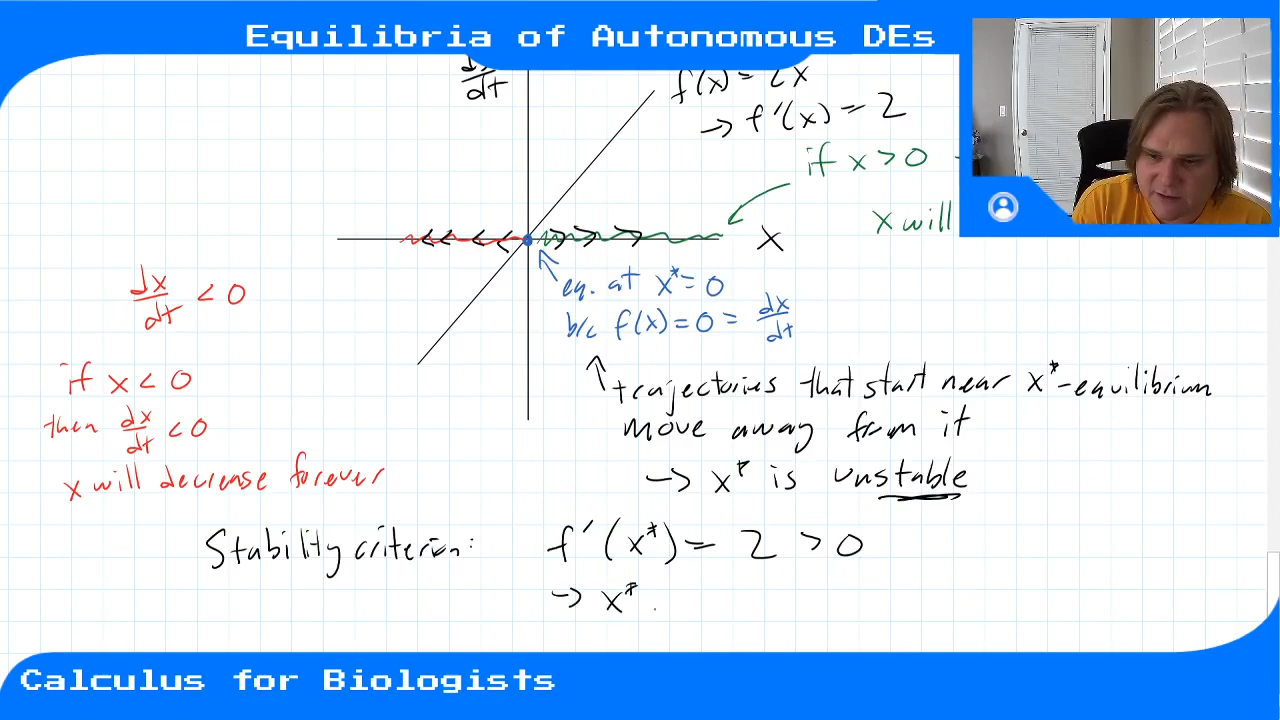 Equilibria of Autonomous DEs
dx/dt
f(x) = 2x
→ f'(x) = 2
if x > 0
x will
X
eq. at x* = 0
b/c f(x) = 0 = dx/dt
dx/dt < 0
if x < 0
then dx/dt < 0
x will decrease forever
trajectories that start near x*-equilibrium
move away from it
→ x* is unstable
Stability criterion: f'(x*) = 2 > 0
→ x*
Calculus for Biologists